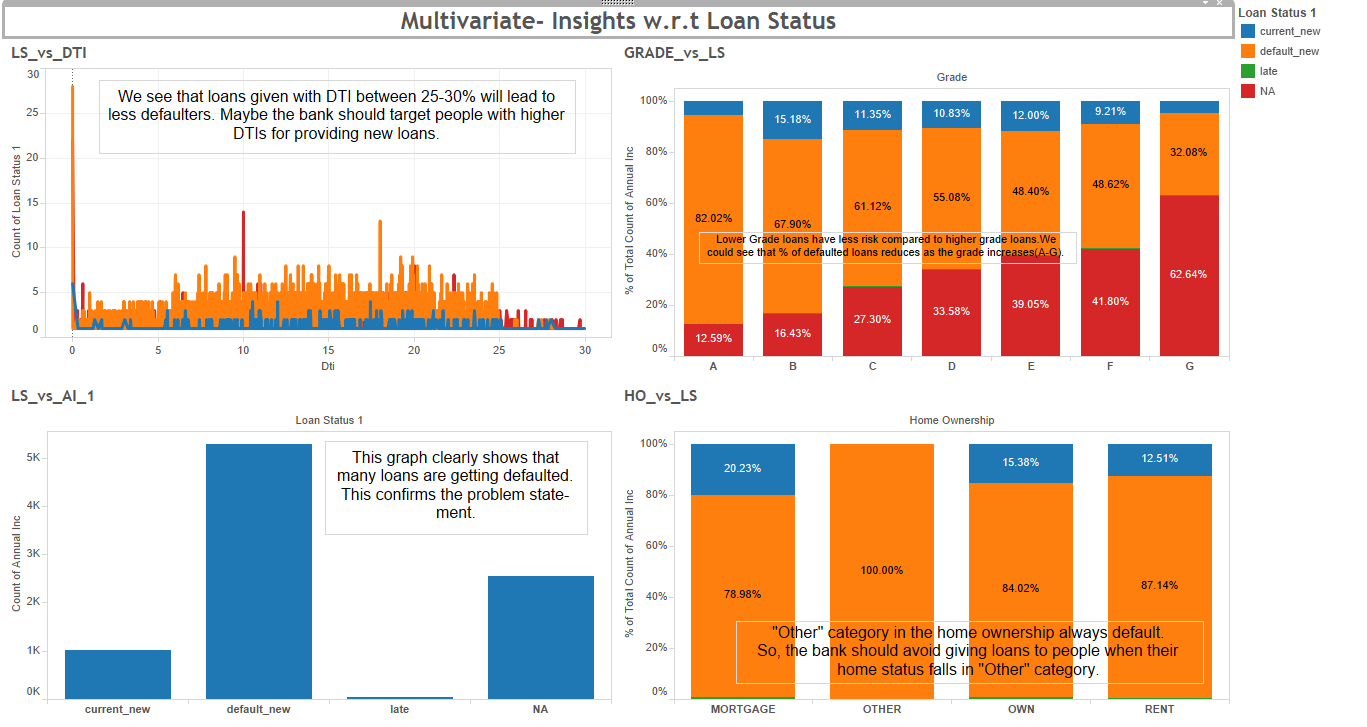 Multivariate- Insights w.r.t Loan Status
LS_vs_DTI
Count of Loan Status 1
30
25
20
15
10
5
0
We see that loans given with DTI between 25-30% will lead to
less defaulters. Maybe the bank should target people with higher
DTIs for providing new loans.
0
5
10
15
20
25
30
Dti
GRADE_vs_LS
Grade
% of Total Count of Annual Inc
100%
80%
60%
40%
20%
0%
15.18%
11.35%
10.83%
12.00%
9.21%
82.02%
67.90%
61.12%
55.08%
48.40%
48.62%
32.08%
Lower Grade loans have less risk compared to higher grade loans.We
could see that % of defaulted loans reduces as the grade increases(A-G).
12.59%
16.43%
27.30%
33.58%
39.05%
41.80%
62.64%
A
B
C
D
E
F
G
Loan Status 1
current_new
default_new
late
NA
LS_vs_AI_1
Loan Status 1
Count of Annual Inc
5K
4K
3K
2K
1K
0K
This graph clearly shows that
many loans are getting defaulted.
This confirms the problem state-
ment.
current_new
default_new
late
NA
HO_vs_LS
Home Ownership
% of Total Count of Annual Inc
100%
80%
60%
40%
20%
0%
20.23%
15.38%
12.51%
78.98%
100.00%
84.02%
87.14%
"Other" category in the home ownership always default.
So, the bank should avoid giving loans to people when their
home status falls in "Other" category.
MORTGAGE
OTHER
OWN
RENT